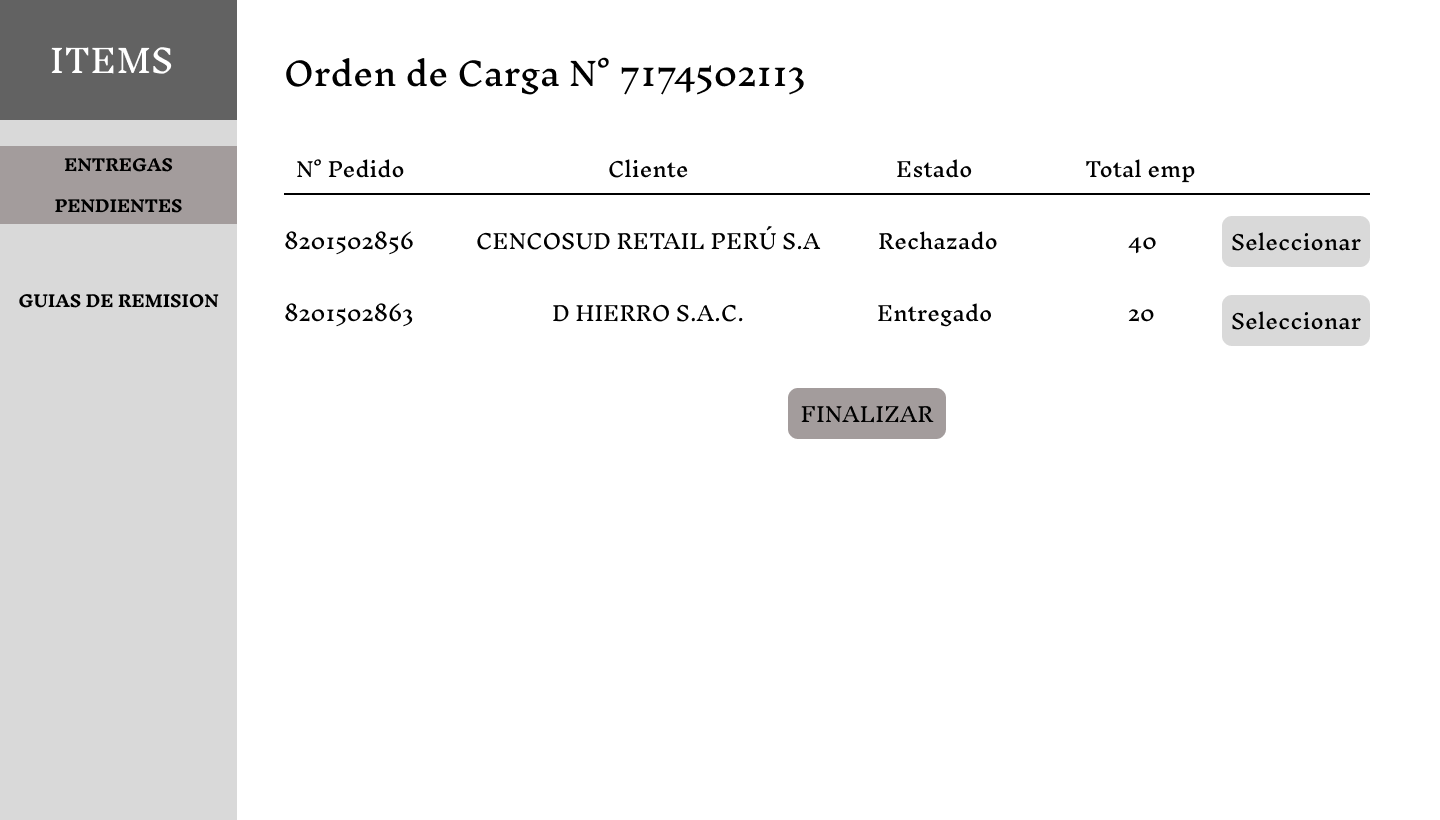 ITEMS
ENTREGAS
PENDIENTES
GUIAS DE REMISION
Orden de Carga N° 7174502113
N° Pedido Cliente Estado Total emp
8201502856 CENCOSUD RETAIL PERÚ S.A Rechazado 40 Seleccionar
8201502863 D HIERRO S.A.C. Entregado 20 Seleccionar
FINALIZAR